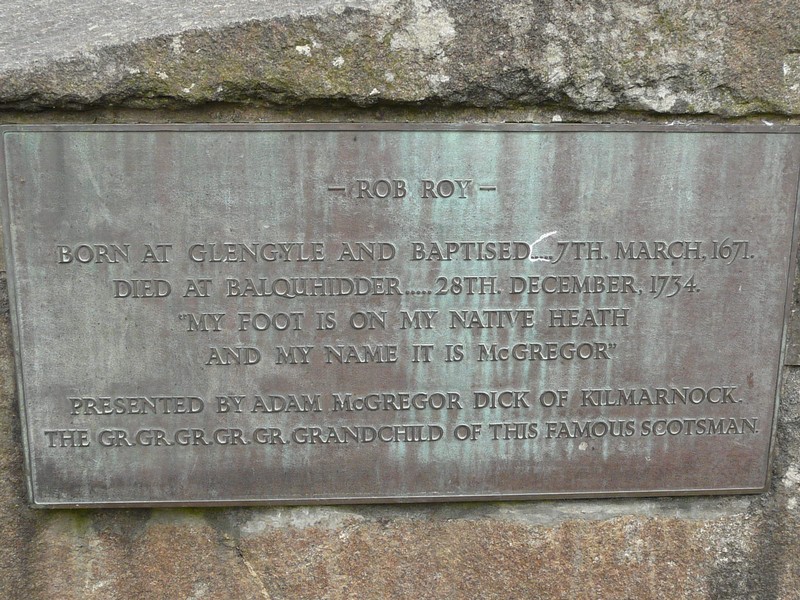 – ROB ROY –
BORN AT GLENGYLE AND BAPTISED.....7TH. MARCH, 1671.
DIED AT BALQUHIDDER.....28TH. DECEMBER, 1734.
"MY FOOT IS ON MY NATIVE HEATH
AND MY NAME IT IS McGREGOR"
PRESENTED BY ADAM McGREGOR DICK OF KILMARNOCK.
THE GR.GR.GR.GR.GR.GRANDCHILD OF THIS FAMOUS SCOTSMAN.